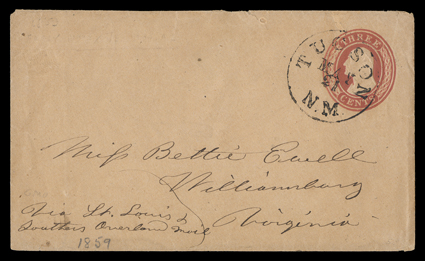 THREE
CENTS
TUCSON
N.M.
Miss Bettie Ewell
Williamsburg
Virginia
Via St. Louis &
Southern Overland Mail
1859